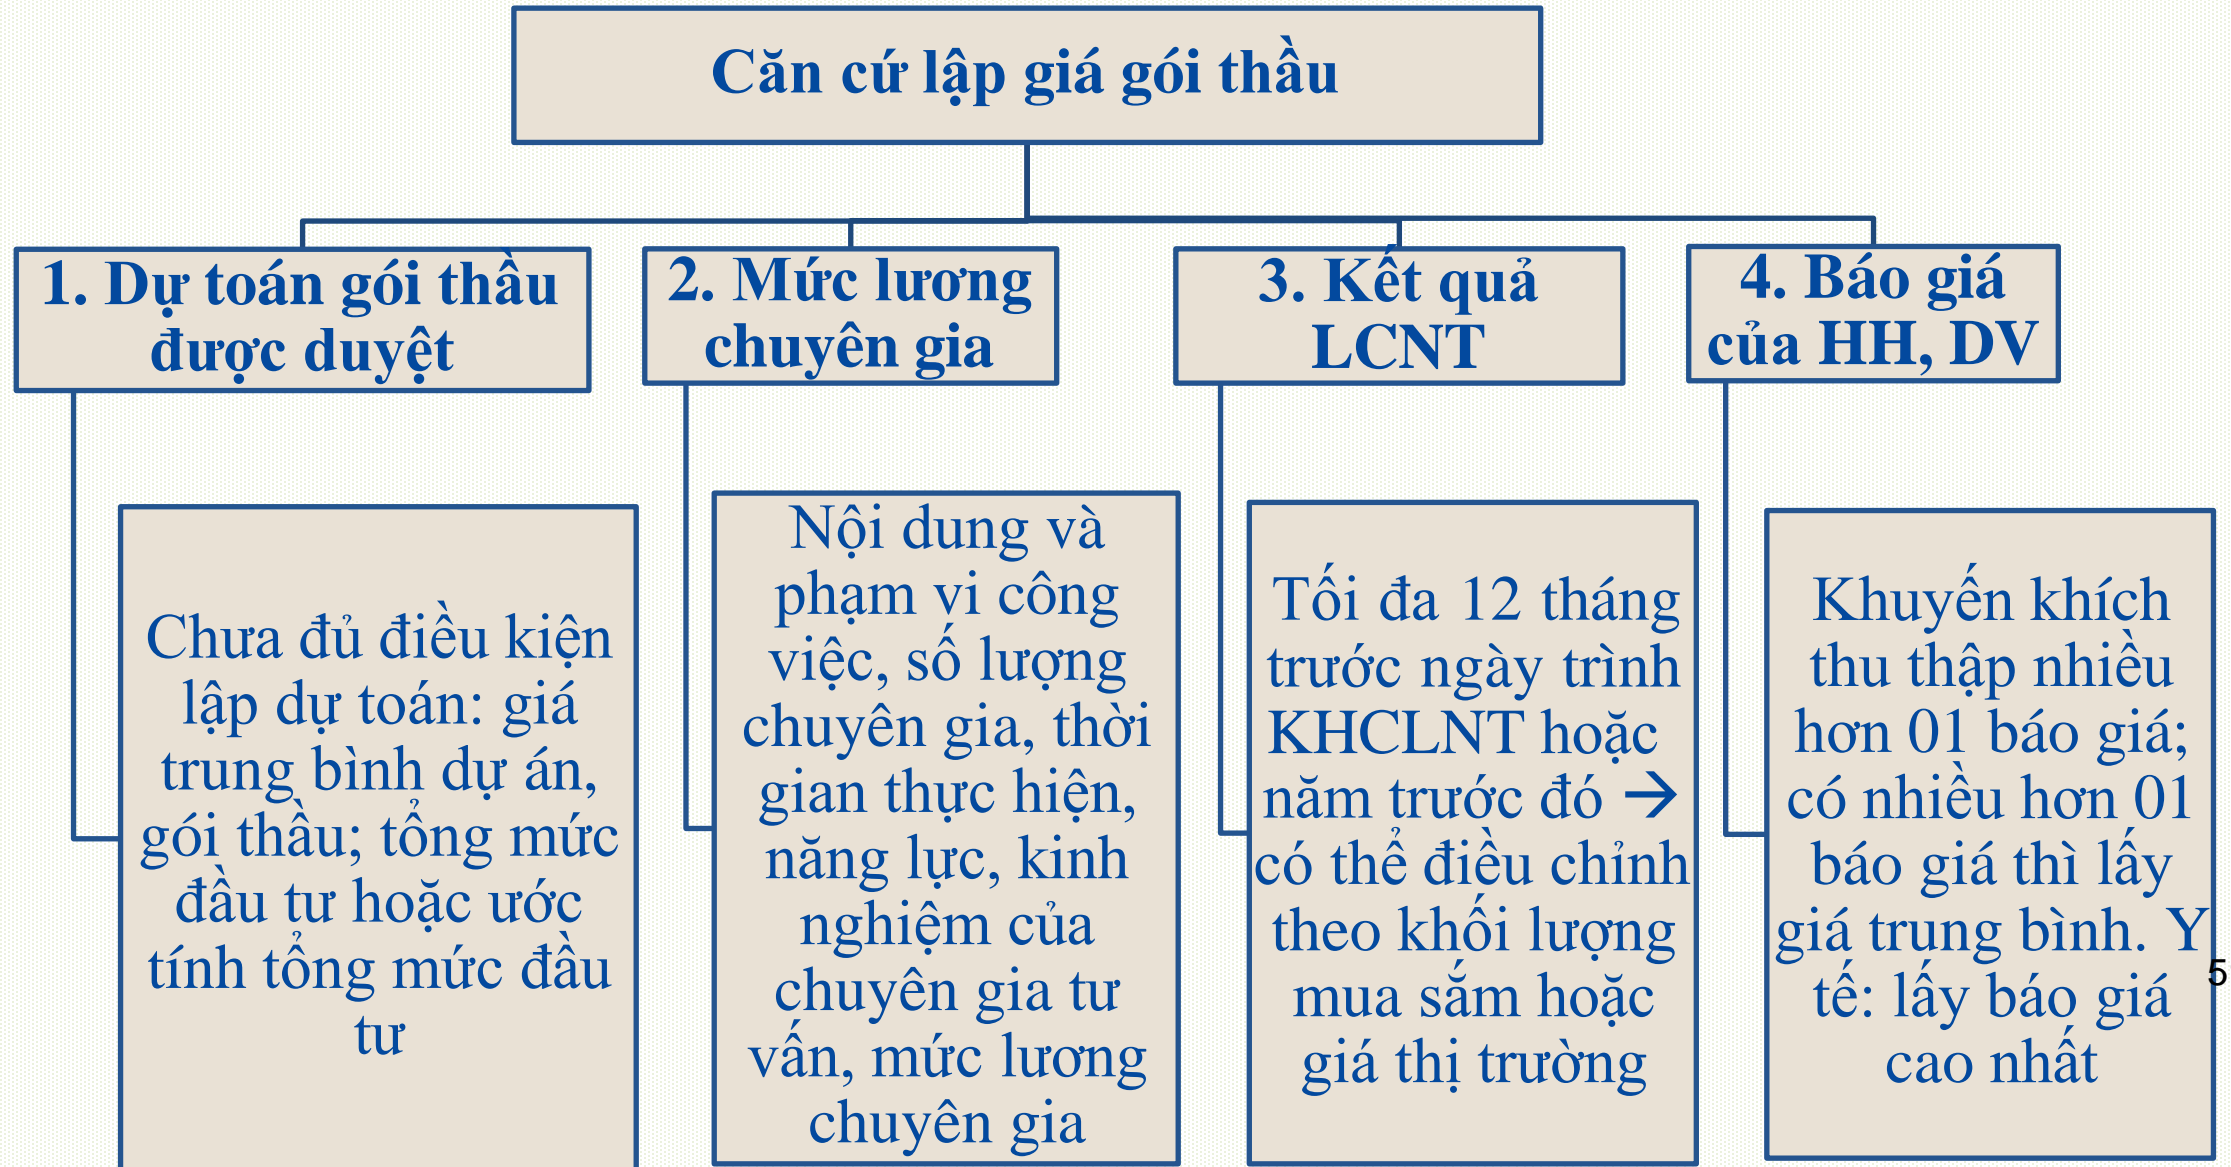 Căn cứ lập giá gói thầu
1. Dự toán gói thầu
được duyệt
Chưa đủ điều kiện
lập dự toán: giá
trung bình dự án,
gói thầu; tổng mức
đầu tư hoặc ước
tính tổng mức đầu
tư
2. Mức lương
chuyên gia
Nội dung và
phạm vi công
việc, số lượng
chuyên gia, thời
gian thực hiện,
năng lực, kinh
nghiệm của
chuyên gia tư
vấn, mức lương
chuyên gia
3. Kết quả
LCNT
Tối đa 12 tháng
trước ngày trình
KHCLNT hoặc
năm trước đó →
có thể điều chỉnh
theo khối lượng
mua sắm hoặc
giá thị trường
4. Báo giá
của HH, DV
Khuyến khích
thu thập nhiều
hơn 01 báo giá;
có nhiều hơn 01
báo giá thì lấy
giá trung bình. Y
tế: lấy báo giá
cao nhất
5